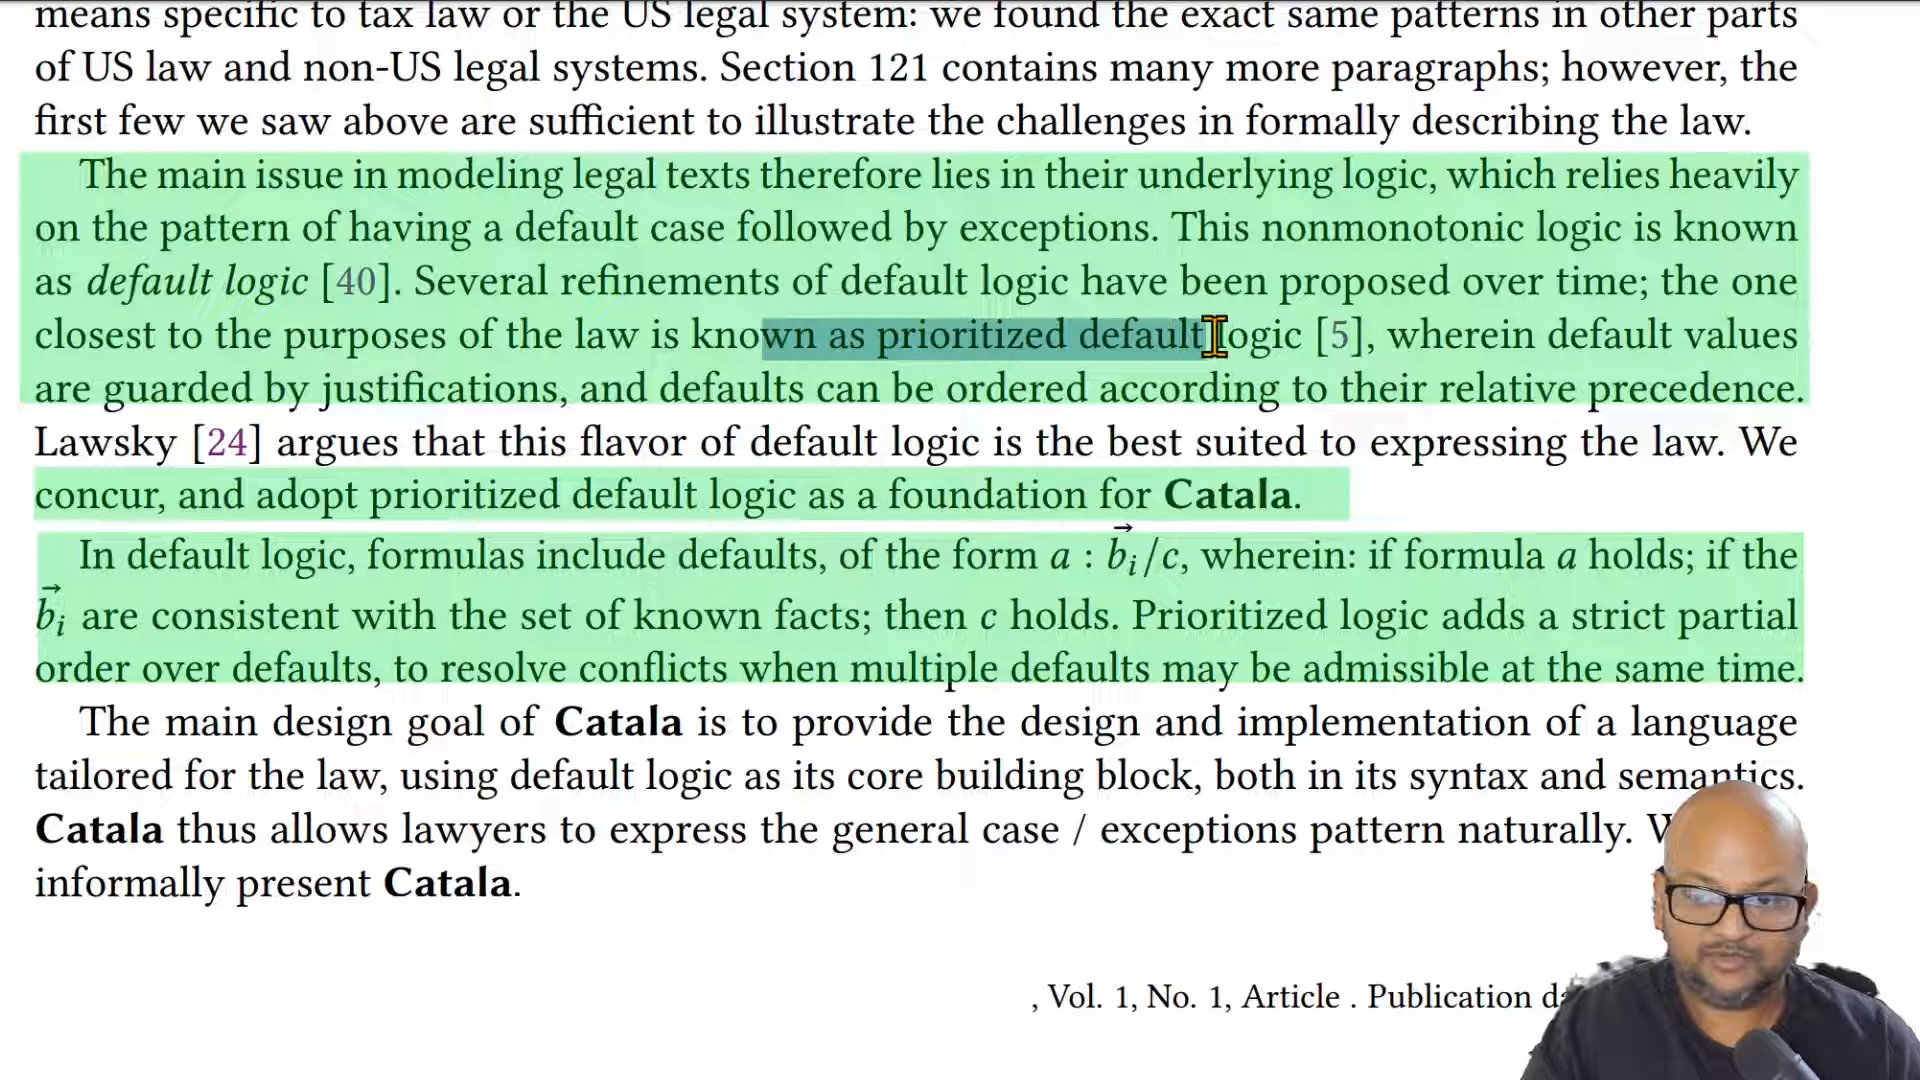 means specific to tax law or the US legal system: we found the exact same patterns in other parts
of US law and non-US legal systems. Section 121 contains many more paragraphs; however, the
first few we saw above are sufficient to illustrate the challenges in formally describing the law.
The main issue in modeling legal texts therefore lies in their underlying logic, which relies heavily
on the pattern of having a default case followed by exceptions. This nonmonotonic logic is known
as default logic [40]. Several refinements of default logic have been proposed over time; the one
closest to the purposes of the law is known as prioritized default logic [5], wherein default values
are guarded by justifications, and defaults can be ordered according to their relative precedence.
Lawsky [24] argues that this flavor of default logic is the best suited to expressing the law. We
concur, and adopt prioritized default logic as a foundation for Catala.
In default logic, formulas include defaults, of the form a : b⃗ᵢ/c, wherein: if formula a holds; if the
b⃗ᵢ are consistent with the set of known facts; then c holds. Prioritized logic adds a strict partial
order over defaults, to resolve conflicts when multiple defaults may be admissible at the same time.
The main design goal of Catala is to provide the design and implementation of a language
tailored for the law, using default logic as its core building block, both in its syntax and semantics.
Catala thus allows lawyers to express the general case / exceptions pattern naturally.
informally present Catala.
, Vol. 1, No. 1, Article . Publication